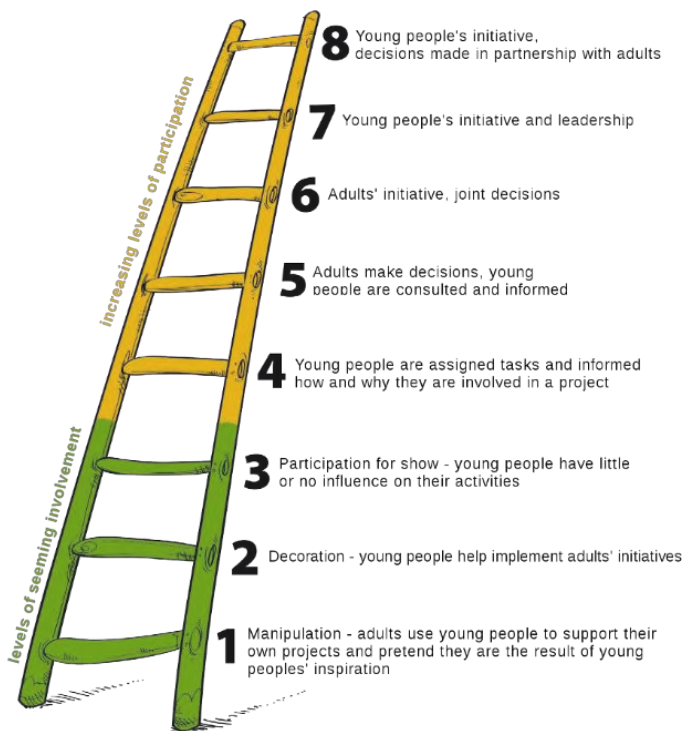 8 Young people's initiative,
decisions made in partnership with adults
7 Young people's initiative and leadership
6 Adults' initiative, joint decisions
5 Adults make decisions, young
people are consulted and informed
4 Young people are assigned tasks and informed
how and why they are involved in a project
3 Participation for show - young people have little
or no influence on their activities
2 Decoration - young people help implement adults' initiatives
1 Manipulation - adults use young people to support their
own projects and pretend they are the result of young
peoples' inspiration
increasing levels of participation
levels of seeming involvement